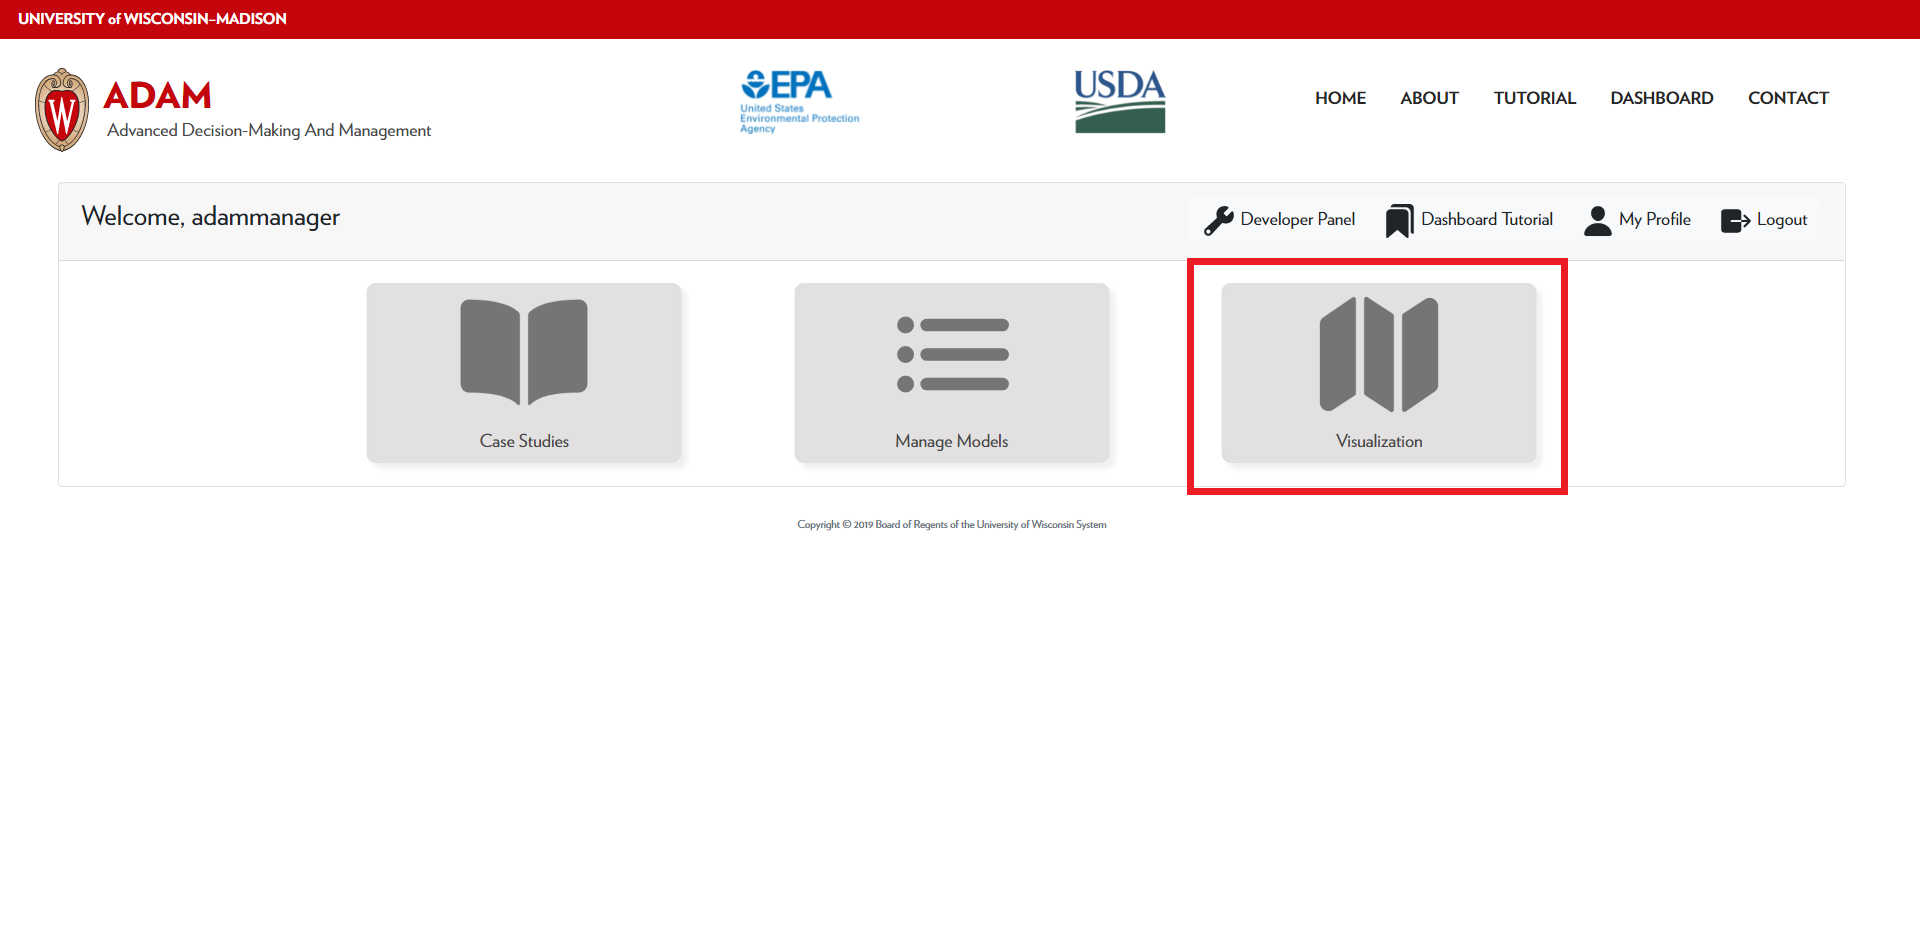 UNIVERSITY of WISCONSIN–MADISON
W
ADAM
Advanced Decision-Making And Management
EPA
United States
Environmental Protection
Agency
USDA
HOME ABOUT TUTORIAL DASHBOARD CONTACT
Welcome, adammanager
Developer Panel Dashboard Tutorial My Profile Logout
Case Studies Manage Models Visualization
Copyright © 2019 Board of Regents of the University of Wisconsin System